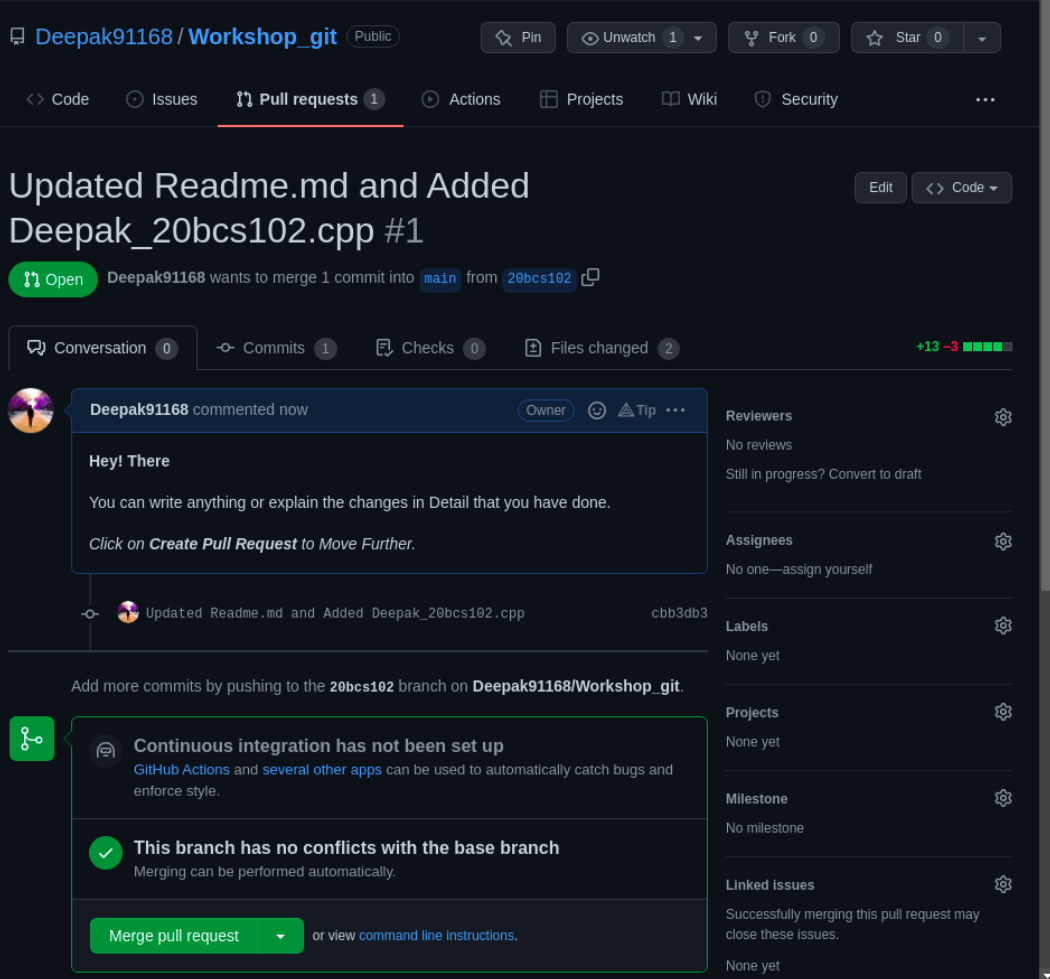 Deepak91168 / Workshop_git Public Pin Unwatch 1 Fork 0 Star 0
Code Issues Pull requests 1 Actions Projects Wiki Security ...
Updated Readme.md and Added
Deepak_20bcs102.cpp #1
Edit Code
Open Deepak91168 wants to merge 1 commit into main from 20bcs102
Conversation 0 Commits 1 Checks 0 Files changed 2 +13 −3
Deepak91168 commented now Owner Tip ...
Hey! There
You can write anything or explain the changes in Detail that you have done.
Click on Create Pull Request to Move Further.
Updated Readme.md and Added Deepak_20bcs102.cpp cbb3db3
Add more commits by pushing to the 20bcs102 branch on Deepak91168/Workshop_git.
Continuous integration has not been set up
GitHub Actions and several other apps can be used to automatically catch bugs and
enforce style.
This branch has no conflicts with the base branch
Merging can be performed automatically.
Merge pull request or view command line instructions.
Reviewers
No reviews
Still in progress? Convert to draft
Assignees
No one—assign yourself
Labels
None yet
Projects
None yet
Milestone
No milestone
Linked issues
Successfully merging this pull request may
close these issues.
None yet